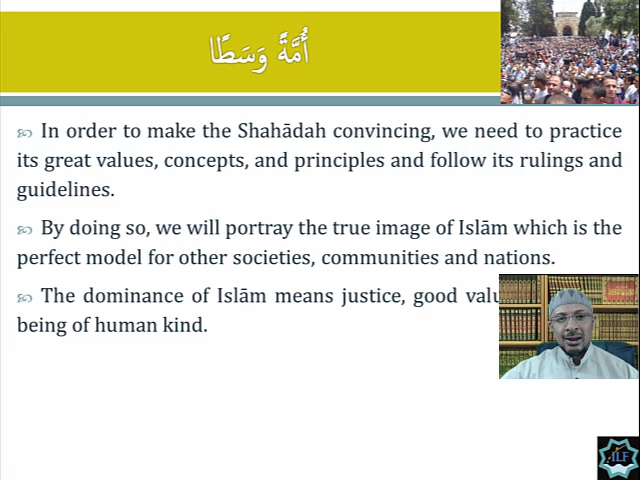 أُمَّةً وَسَطًا
In order to make the Shahādah convincing, we need to practice
its great values, concepts, and principles and follow its rulings and
guidelines.
By doing so, we will portray the true image of Islām which is the
perfect model for other societies, communities and nations.
The dominance of Islām means justice, good
being of human kind.
ILF